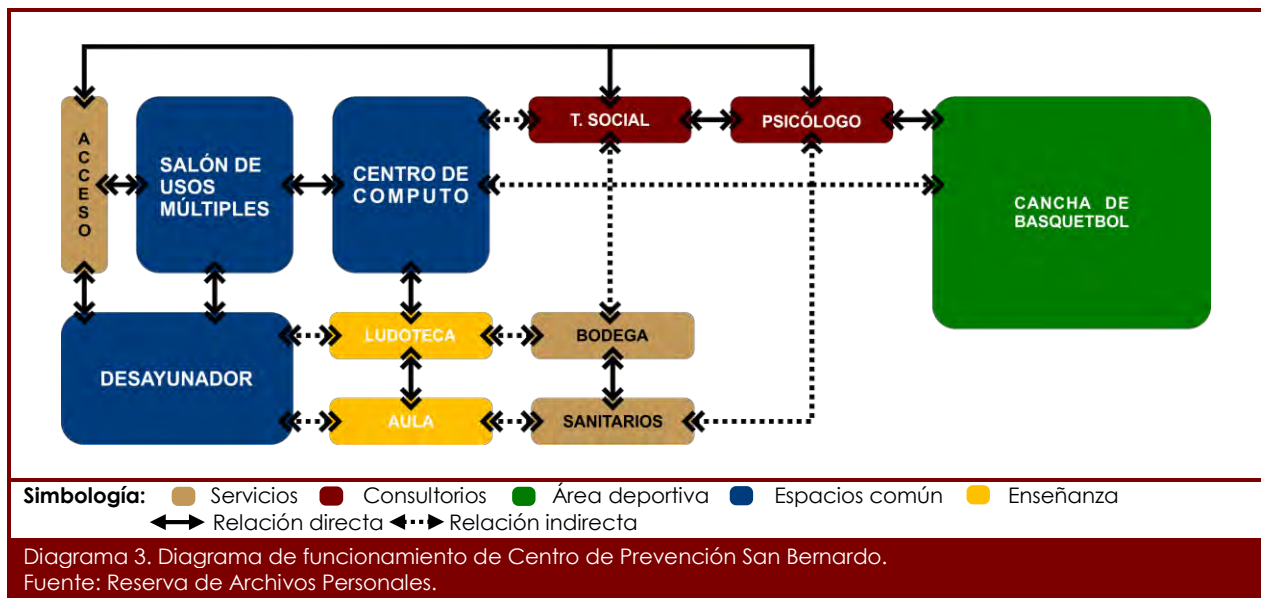 ACCESO
SALÓN DE
USOS
MÚLTIPLES
CENTRO DE
COMPUTO
T. SOCIAL
PSICÓLOGO
CANCHA DE
BASQUETBOL
DESAYUNADOR
LUDOTECA
BODEGA
AULA
SANITARIOS
Simbología: Servicios Consultorios Área deportiva Espacios común Enseñanza
Relación directa Relación indirecta
Diagrama 3. Diagrama de funcionamiento de Centro de Prevención San Bernardo.
Fuente: Reserva de Archivos Personales.